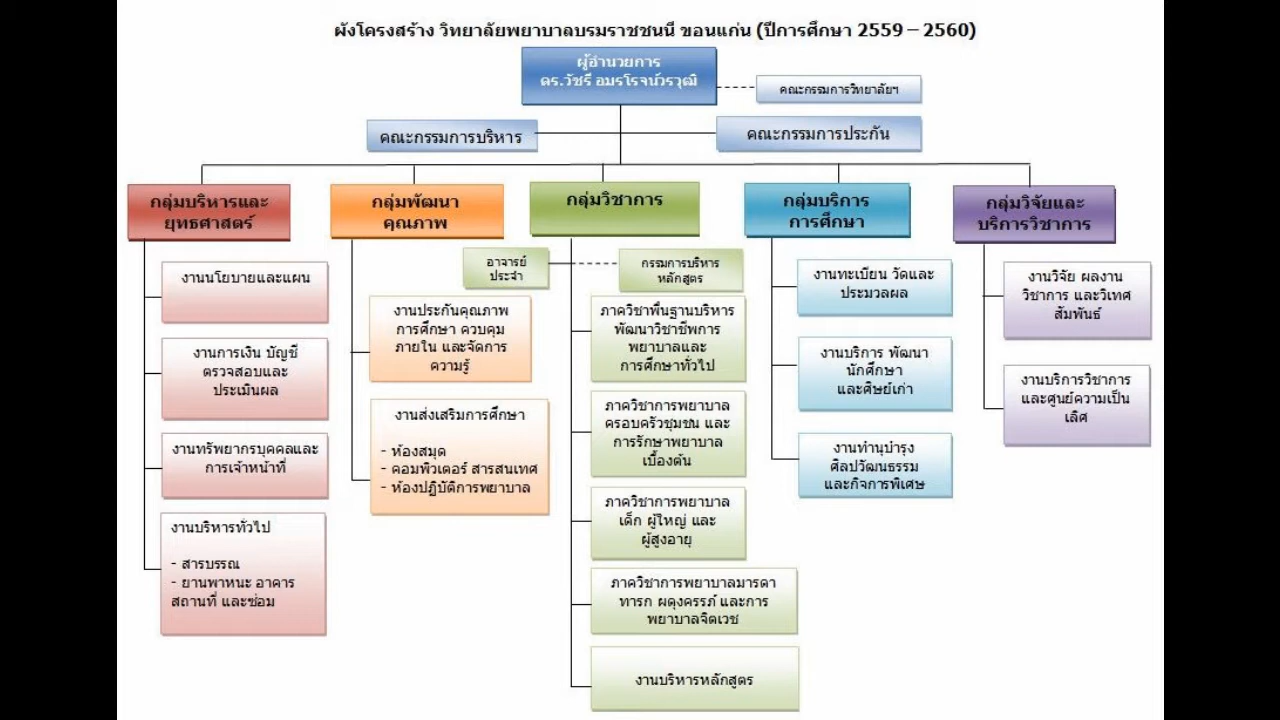 ผังโครงสร้าง วิทยาลัยพยาบาลบรมราชชนนี ขอนแก่น (ปีการศึกษา 2559 – 2560)
ผู้อำนวยการ
ดร.วัชรี อมรโรจน์วรวุฒิ
คณะกรรมการวิทยาลัยฯ
คณะกรรมการบริหาร
คณะกรรมการประกัน
กลุ่มบริหารและ
ยุทธศาสตร์
กลุ่มพัฒนา
คุณภาพ
กลุ่มวิชาการ
กลุ่มบริการ
การศึกษา
กลุ่มวิจัยและ
บริการวิชาการ
งานนโยบายและแผน
งานการเงิน บัญชี
ตรวจสอบและ
ประเมินผล
งานทรัพยากรบุคคลและ
การเจ้าหน้าที่
งานบริหารทั่วไป
- สารบรรณ
- ยานพาหนะ อาคาร
สถานที่ และซ่อม
งานประกันคุณภาพ
การศึกษา ควบคุม
ภายใน และจัดการ
ความรู้
งานส่งเสริมการศึกษา
- ห้องสมุด
- คอมพิวเตอร์ สารสนเทศ
- ห้องปฏิบัติการพยาบาล
อาจารย์
ประจำ
กรรมการบริหาร
หลักสูตร
ภาควิชาพื้นฐานบริหาร
พัฒนาวิชาชีพการ
พยาบาลและ
การศึกษาทั่วไป
ภาควิชาการพยาบาล
ครอบครัวชุมชน และ
การรักษาพยาบาล
เบื้องต้น
ภาควิชาการพยาบาล
เด็ก ผู้ใหญ่ และ
ผู้สูงอายุ
ภาควิชาการพยาบาลมารดา
ทารก ผดุงครรภ์ และการ
พยาบาลจิตเวช
งานบริหารหลักสูตร
งานทะเบียน วัดและ
ประมวลผล
งานบริการ พัฒนา
นักศึกษา
และศิษย์เก่า
งานทำนุบำรุง
ศิลปวัฒนธรรม
และกิจการพิเศษ
งานวิจัย ผลงาน
วิชาการ และวิเทศ
สัมพันธ์
งานบริการวิชาการ
และศูนย์ความเป็น
เลิศ